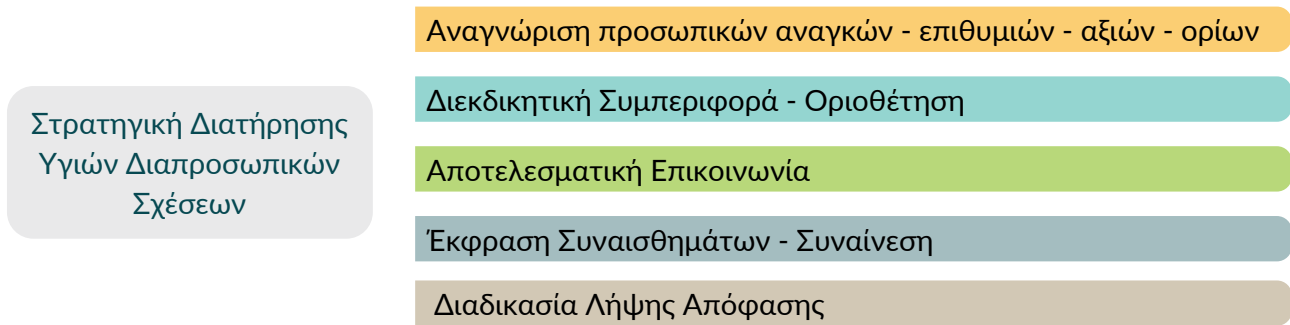 Στρατηγική Διατήρησης
Υγιών Διαπροσωπικών
Σχέσεων
Αναγνώριση προσωπικών αναγκών - επιθυμιών - αξιών - ορίων
Διεκδικητική Συμπεριφορά - Οριοθέτηση
Αποτελεσματική Επικοινωνία
Έκφραση Συναισθημάτων - Συναίνεση
Διαδικασία Λήψης Απόφασης